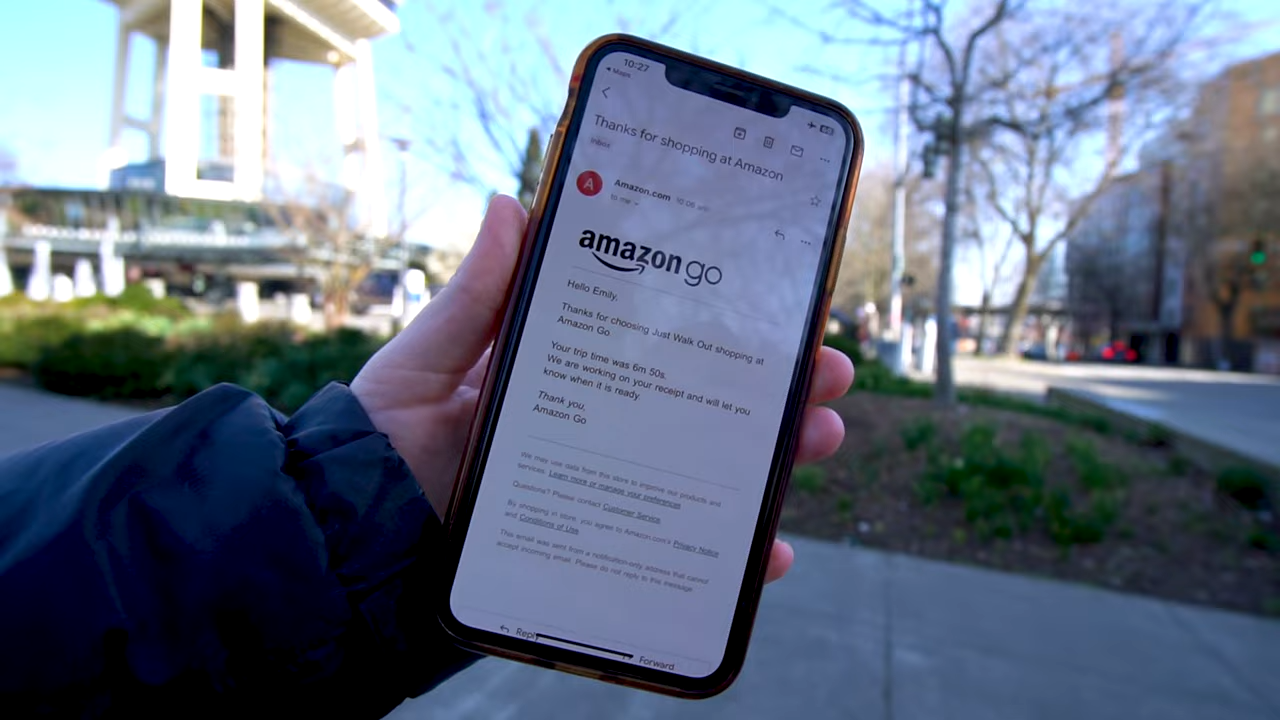 10:27
Maps
Thanks for shopping at Amazon
Inbox
A
Amazon.com 10:06 am
to me
amazon go
Hello Emily,
Thanks for choosing Just Walk Out shopping at
Amazon Go
Your trip time was 6m 50s.
We are working on your receipt and will let you
know when it is ready.
Thank you,
Amazon Go
We may use data from this store to improve our products and
services. Learn more or manage your preferences
Questions? Please contact Customer Service.
By shopping in store, you agree to Amazon.com's Privacy Notice
and Conditions of Use.
This email was sent from a notification-only address that cannot
accept incoming email. Please do not reply to this message
Reply
Forward